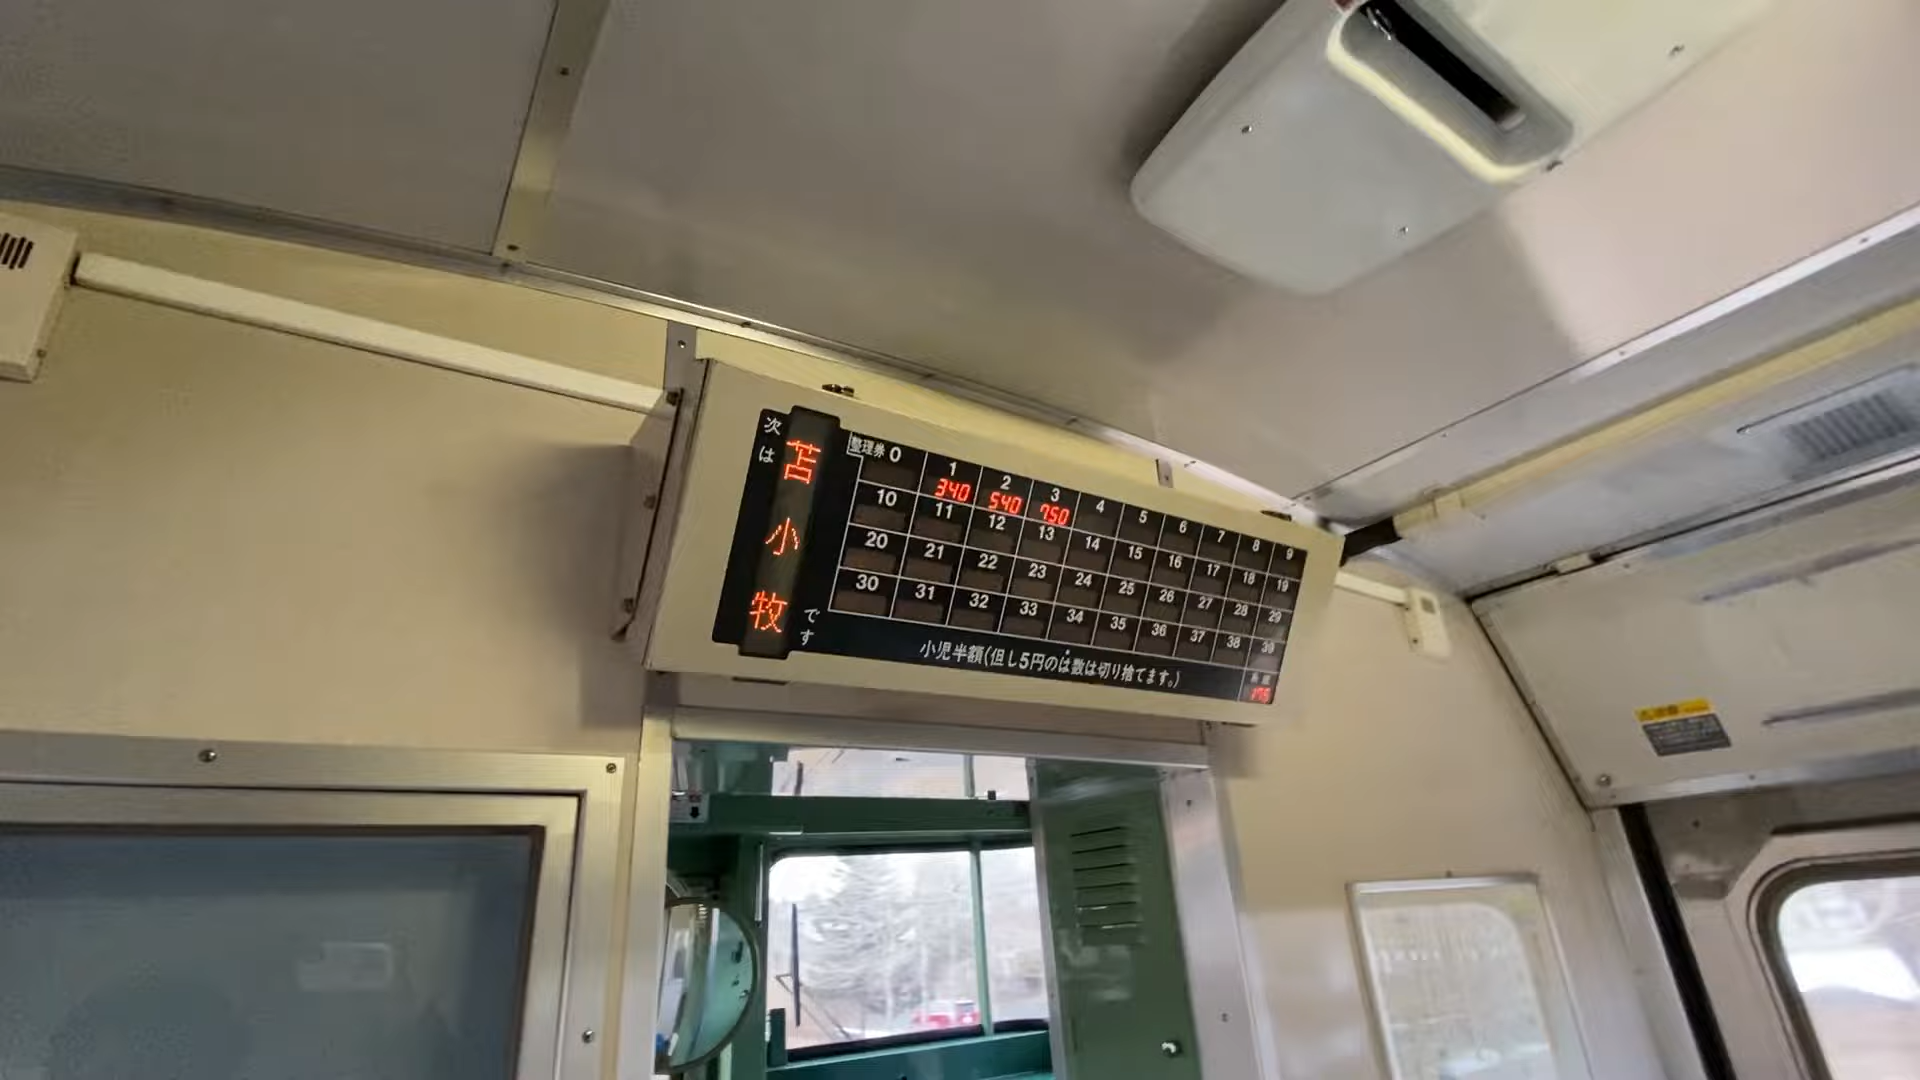 次は
苫小牧
です
整理券 0 1 2 3 4 5 6 7 8 9
340 540 750
10 11 12 13 14 15 16 17 18 19
20 21 22 23 24 25 26 27 28 29
30 31 32 33 34 35 36 37 38 39
小児半額(但し5円のは数は切り捨てます。)